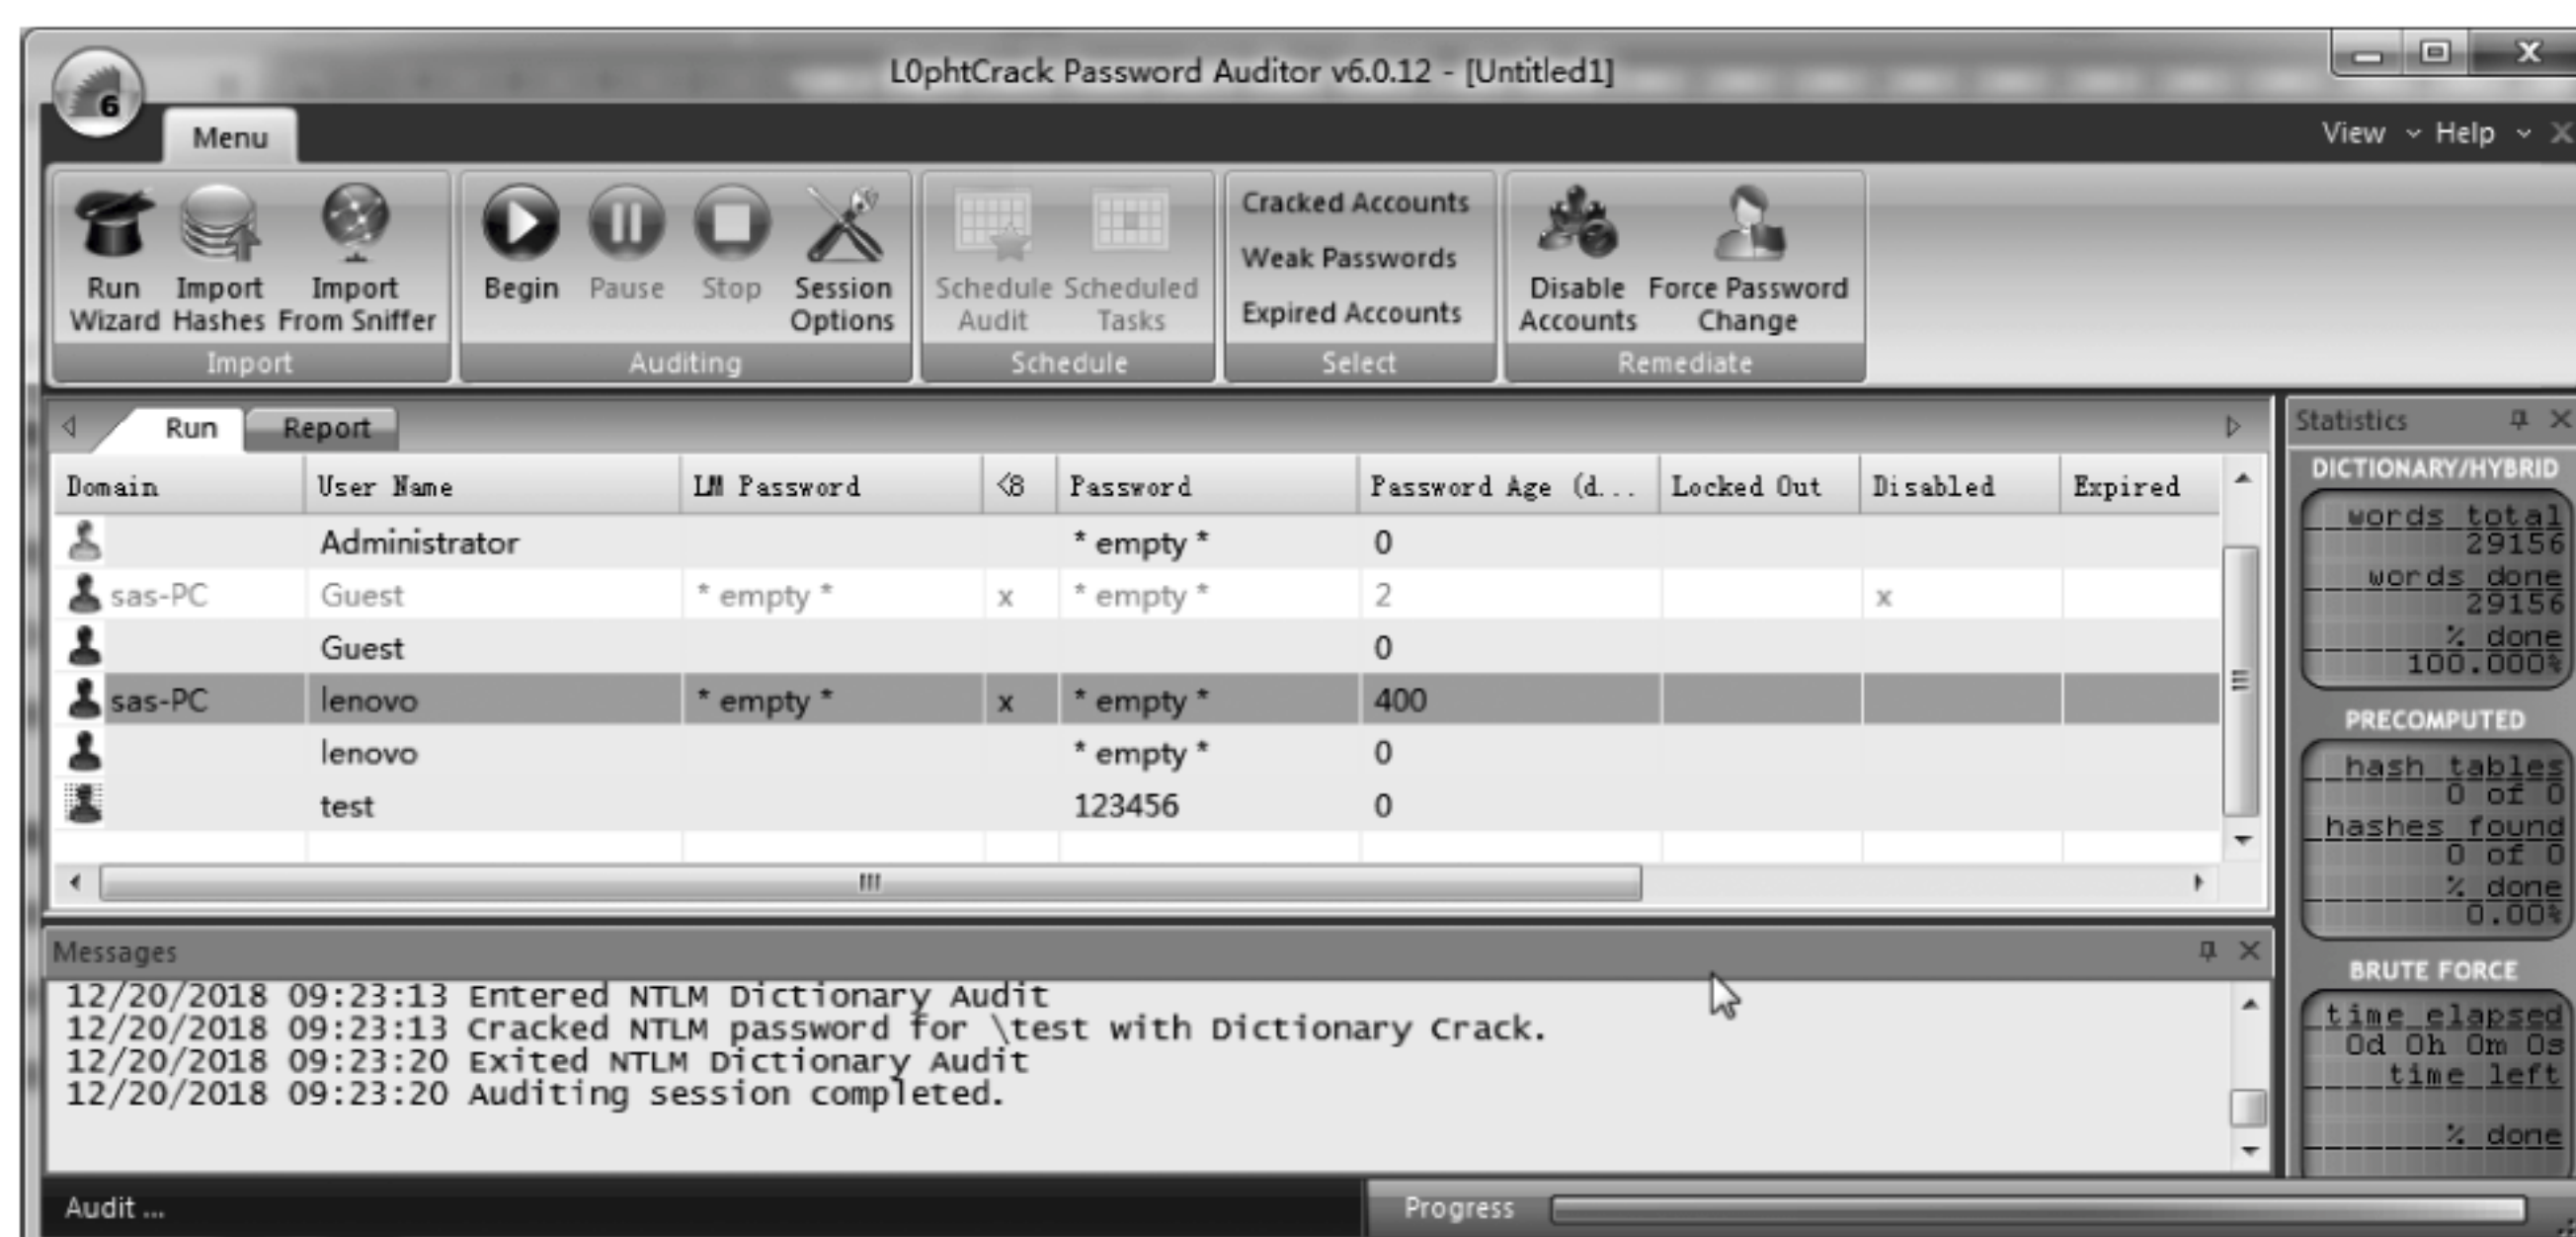 L0phtCrack Password Auditor v6.0.12 - [Untitled1]
6
Menu
View Help
Run Wizard
Import Hashes
Import From Sniffer
Import
Begin
Pause
Stop
Session Options
Auditing
Schedule Audit
Scheduled Tasks
Schedule
Cracked Accounts
Weak Passwords
Expired Accounts
Select
Disable Accounts
Force Password Change
Remediate
Run Report
Domain User Name LM Password <8 Password Password Age (d... Locked Out Disabled Expired
Administrator * empty * 0
sas-PC Guest * empty * x * empty * 2 x
Guest 0
sas-PC lenovo * empty * x * empty * 400
lenovo * empty * 0
test 123456 0
Messages
12/20/2018 09:23:13 Entered NTLM Dictionary Audit
12/20/2018 09:23:13 Cracked NTLM password for \test with Dictionary Crack.
12/20/2018 09:23:20 Exited NTLM Dictionary Audit
12/20/2018 09:23:20 Auditing session completed.
Statistics
DICTIONARY/HYBRID
words total
29156
words done
29156
% done
100.000%
PRECOMPUTED
hash tables
0 of 0
hashes found
0 of 0
% done
0.00%
BRUTE FORCE
time elapsed
0d 0h 0m 0s
time left
% done
Audit ...
Progress